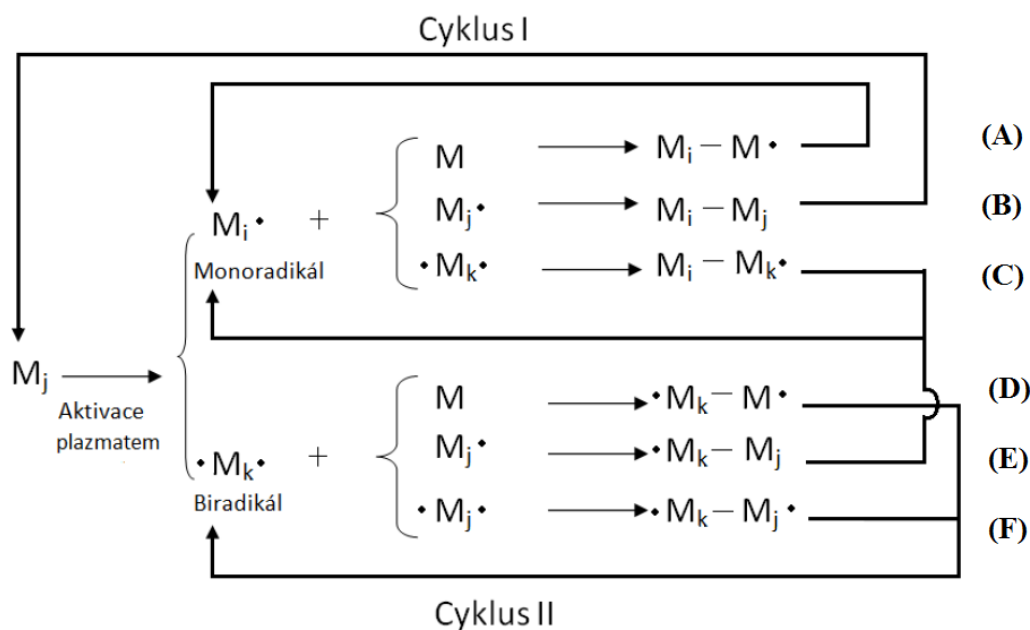 Cyklus I
M → Mᵢ – M • (A)
Mᵢ • + Mⱼ • → Mᵢ – Mⱼ (B)
Monoradikál • Mₖ • → Mᵢ – Mₖ • (C)
Mⱼ →
Aktivace
plazmatem
M → • Mₖ – M • (D)
• Mₖ • + Mⱼ • → • Mₖ – Mⱼ (E)
Biradikál • Mⱼ • → • Mₖ – Mⱼ • (F)
Cyklus II